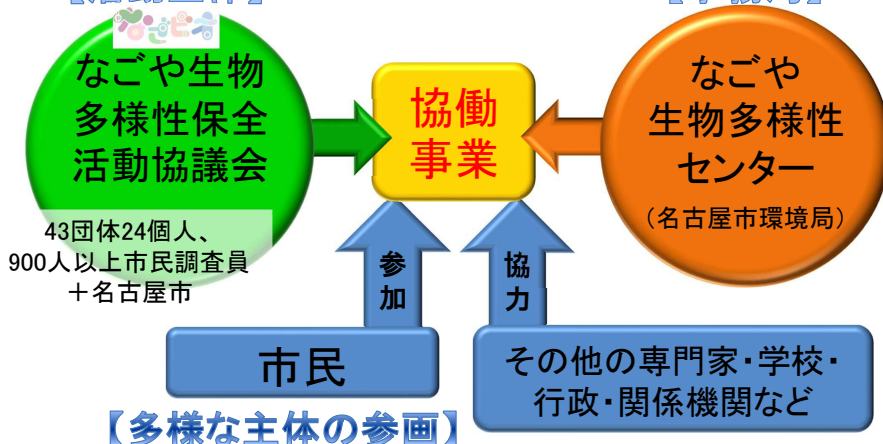 なごビオ
なごや生物
多様性保全
活動協議会
43団体24個人、
900人以上市民調査員
＋名古屋市
協働
事業
なごや
生物多様性
センター
（名古屋市環境局）
参加
協力
市民
その他の専門家・学校・
行政・関係機関など
【多様な主体の参画】